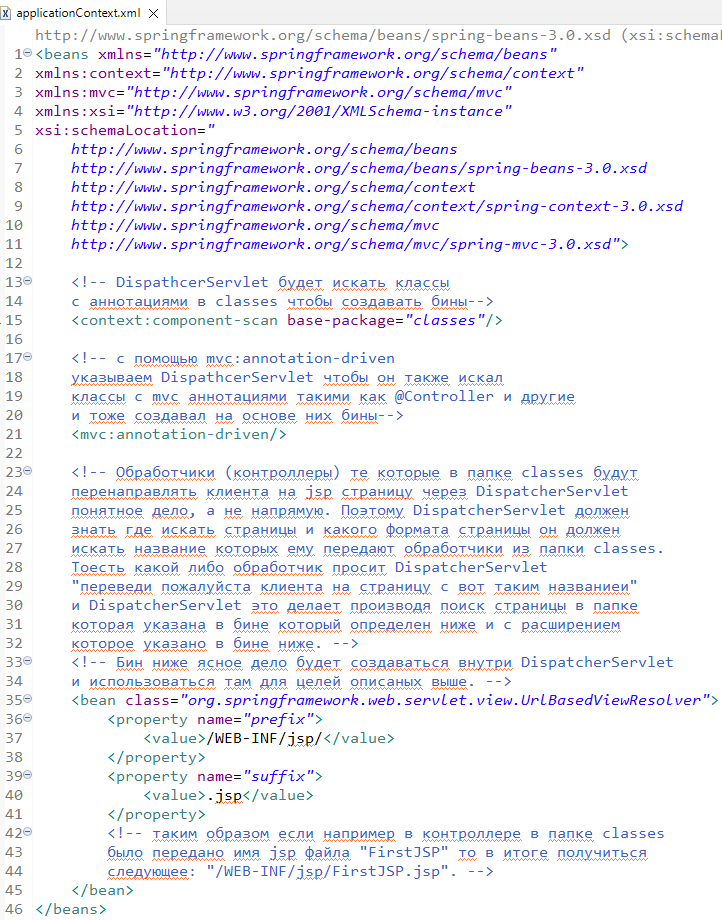 applicationContext.xml
http://www.springframework.org/schema/beans/spring-beans-3.0.xsd (xsi:schema
1 <beans xmlns="http://www.springframework.org/schema/beans"
2 xmlns:context="http://www.springframework.org/schema/context"
3 xmlns:mvc="http://www.springframework.org/schema/mvc"
4 xmlns:xsi="http://www.w3.org/2001/XMLSchema-instance"
5 xsi:schemaLocation="
6 http://www.springframework.org/schema/beans
7 http://www.springframework.org/schema/beans/spring-beans-3.0.xsd
8 http://www.springframework.org/schema/context
9 http://www.springframework.org/schema/context/spring-context-3.0.xsd
10 http://www.springframework.org/schema/mvc
11 http://www.springframework.org/schema/mvc/spring-mvc-3.0.xsd">
12
13 <!-- DispathcerServlet будет искать классы
14 с аннотациями в classes чтобы создавать бины-->
15 <context:component-scan base-package="classes"/>
16
17 <!-- с помощью mvc:annotation-driven
18 указываем DispathcerServlet чтобы он также искал
19 классы с mvc аннотациями такими как @Controller и другие
20 и тоже создавал на основе них бины-->
21 <mvc:annotation-driven/>
22
23 <!-- Обработчики (контроллеры) те которые в папке classes будут
24 перенаправлять клиента на jsp страницу через DispatcherServlet
25 понятное дело, а не напрямую. Поэтому DispatcherServlet должен
26 знать где искать страницы и какого формата страницы он должен
27 искать название которых ему передают обработчики из папки classes.
28 Тоесть какой либо обработчик просит DispatcherServlet
29 "переведи пожалуйста клиента на страницу с вот таким названиеи"
30 и DispatcherServlet это делает производя поиск страницы в папке
31 которая указана в бине который определен ниже и с расширением
32 которое указано в бине ниже. -->
33 <!-- Бин ниже ясное дело будет создаваться внутри DispatcherServlet
34 и использоваться там для целей описаных выше. -->
35 <bean class="org.springframework.web.servlet.view.UrlBasedViewResolver">
36 <property name="prefix">
37 <value>/WEB-INF/jsp/</value>
38 </property>
39 <property name="suffix">
40 <value>.jsp</value>
41 </property>
42 <!-- таким образом если например в контроллере в папке classes
43 было передано имя jsp файла "FirstJSP" то в итоге получиться
44 следующее: "/WEB-INF/jsp/FirstJSP.jsp". -->
45 </bean>
46 </beans>